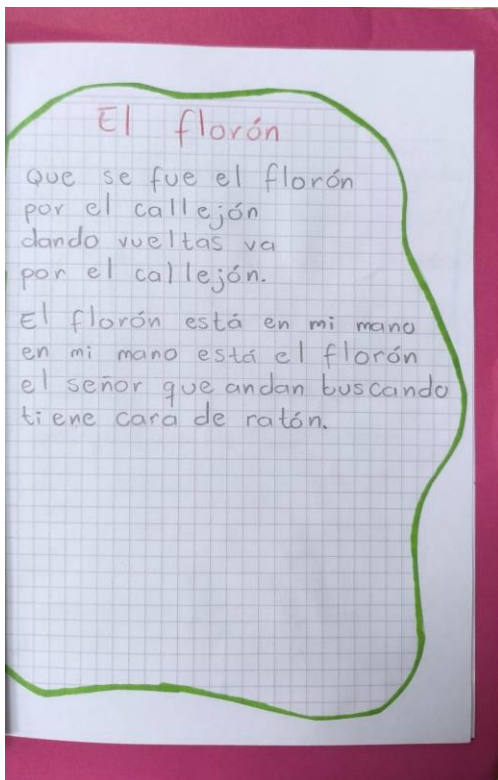 El florón
Que se fue el florón
por el callejón
dando vueltas va
por el callejón.
El florón está en mi mano
en mi mano está el florón
el señor que andan buscando
tiene cara de ratón.